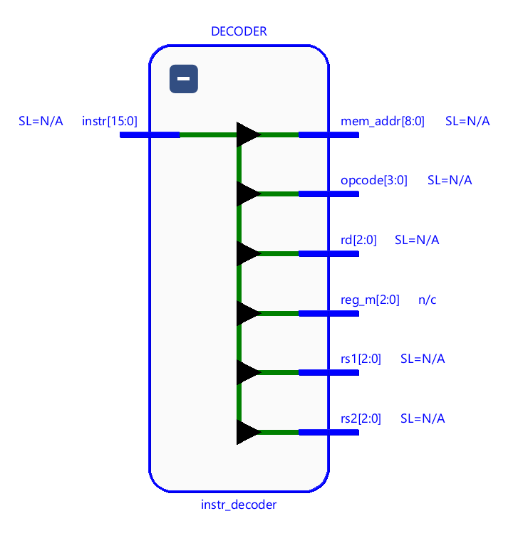 DECODER
SL=N/A instr[15:0] mem_addr[8:0] SL=N/A
opcode[3:0] SL=N/A
rd[2:0] SL=N/A
reg_m[2:0] n/c
rs1[2:0] SL=N/A
rs2[2:0] SL=N/A
instr_decoder